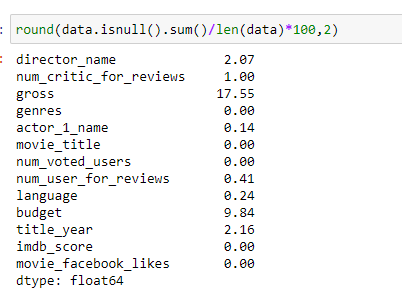 round(data.isnull().sum()/len(data)*100,2)
director_name 2.07
num_critic_for_reviews 1.00
gross 17.55
genres 0.00
actor_1_name 0.14
movie_title 0.00
num_voted_users 0.00
num_user_for_reviews 0.41
language 0.24
budget 9.84
title_year 2.16
imdb_score 0.00
movie_facebook_likes 0.00
dtype: float64